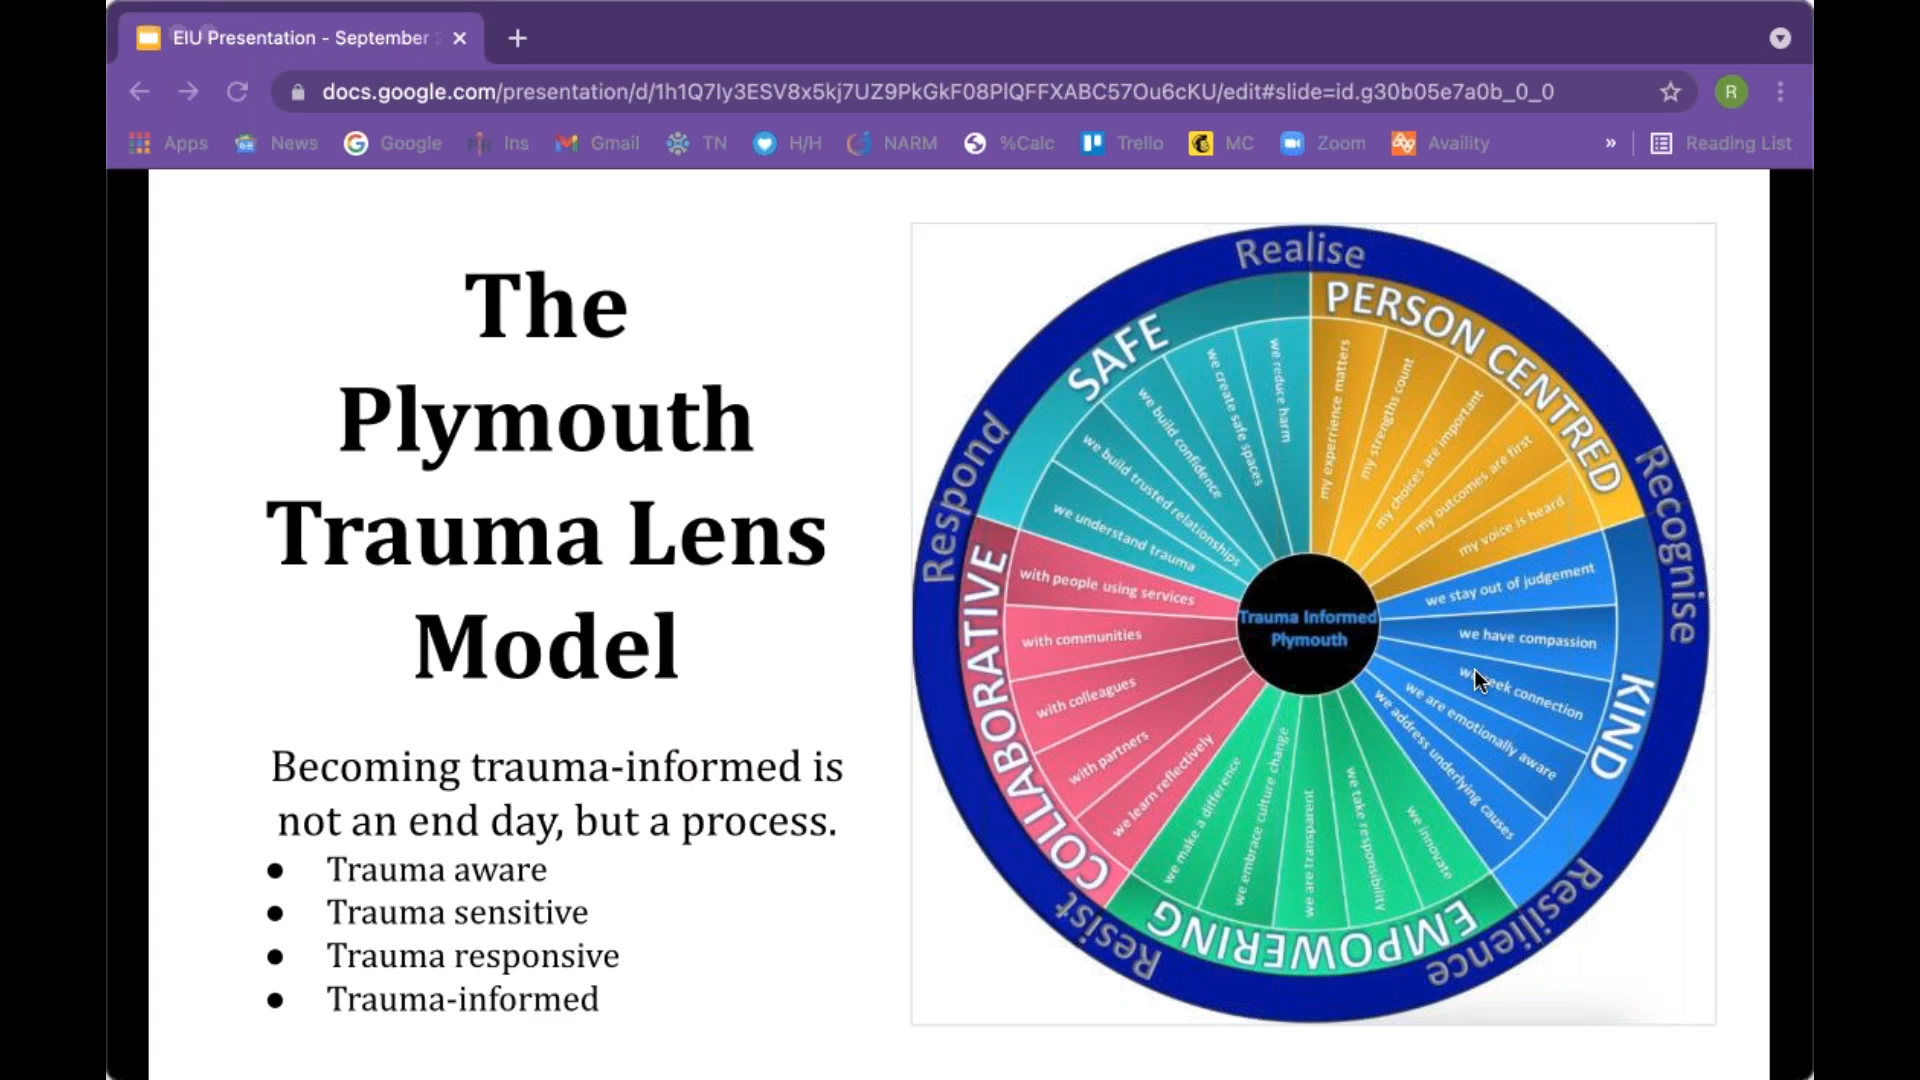 EIU Presentation - September
docs.google.com/presentation/d/1h1Q7Iy3ESV8x5kj7UZ9PkGkF08PlQFFXABC57Ou6cKU/edit#slide=id.g30b05e7a0b_0_0
R
Apps News Google Ins Gmail TN H/H NARM %Calc Trello MC Zoom Availity » Reading List
The
Plymouth
Trauma Lens
Model
Becoming trauma-informed is
not an end day, but a process.
● Trauma aware
● Trauma sensitive
● Trauma responsive
● Trauma-informed
Realise
Recognise
Resilience
Resist
Respond
PERSON CENTRED
my experrience matters
my strengths count
my choices are important
my outcomes are first
my voice is heard
KIND
we stay out of judgement
we have compassion
connection
we are emotionally aware
we address underlying causes
EMPOWERING
we innovate
we take responsibility
we are transparent
we embrace culture change
we make a difference
COLLABORATIVE
we learn reflectively
with partners
with colleagues
with communities
with people using services
SAFE
we understand trauma
we build trusted relationships
we build confidence
we create safe spaces
we reduce harm
Trauma Informed
Plymouth